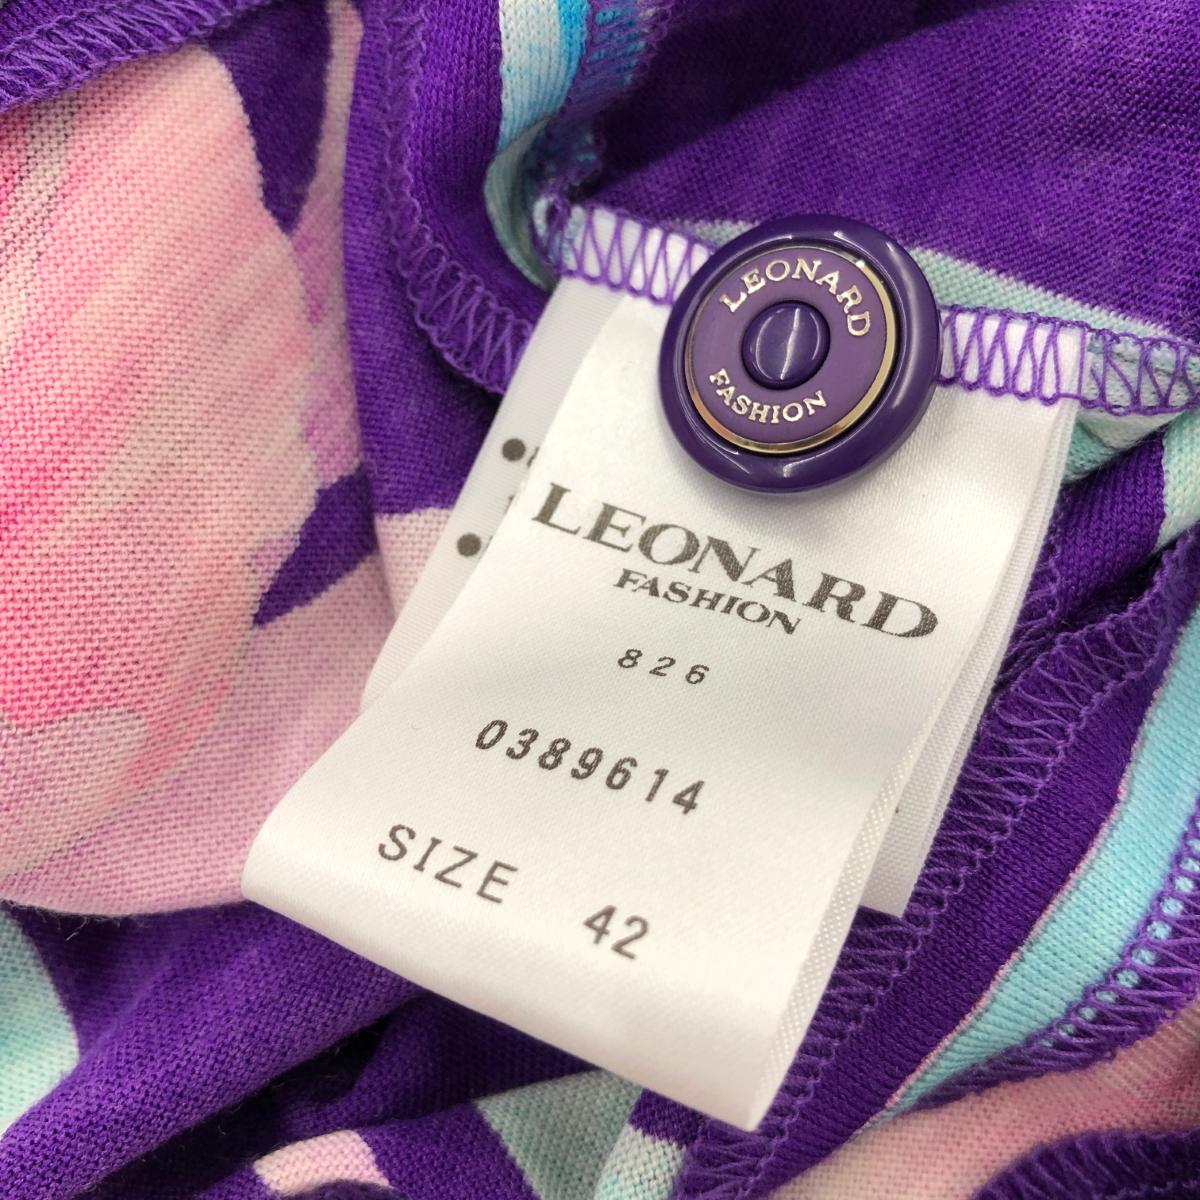 LEONARD
FASHION
LEONARD
FASHION
826
0389614
SIZE 42